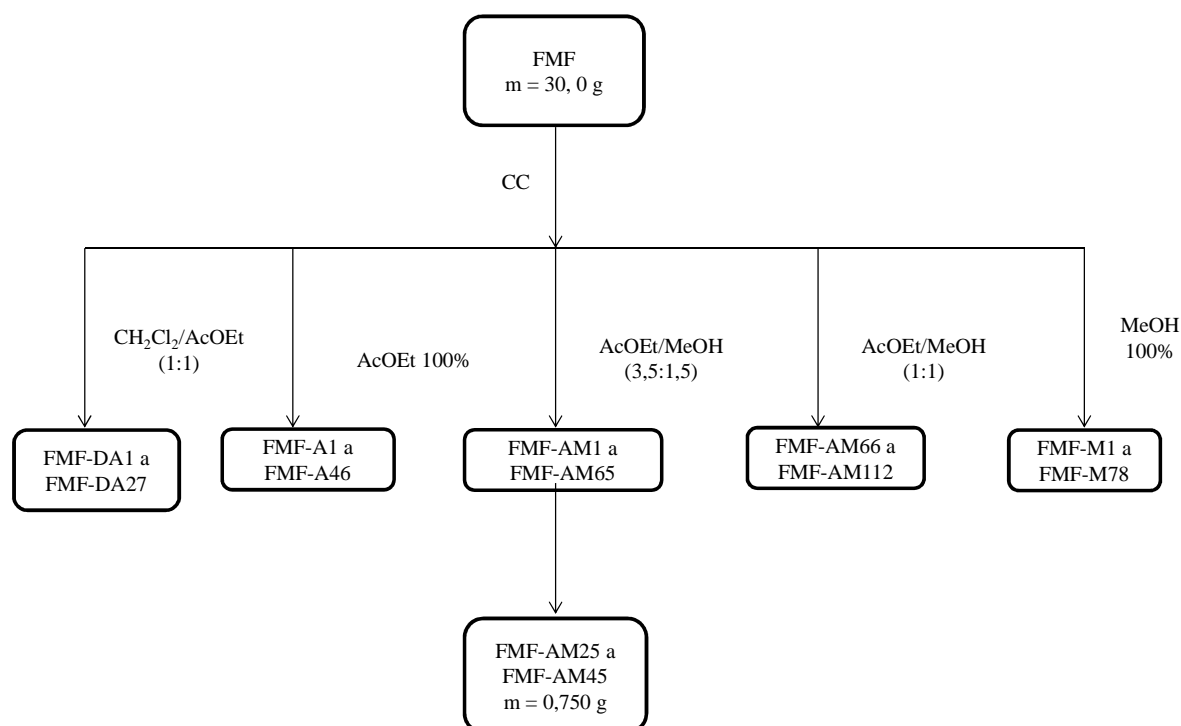 FMF
m = 30, 0 g
CC
CH₂Cl₂/AcOEt
(1:1)
AcOEt 100%
AcOEt/MeOH
(3,5:1,5)
AcOEt/MeOH
(1:1)
MeOH
100%
FMF-DA1 a
FMF-DA27
FMF-A1 a
FMF-A46
FMF-AM1 a
FMF-AM65
FMF-AM66 a
FMF-AM112
FMF-M1 a
FMF-M78
FMF-AM25 a
FMF-AM45
m = 0,750 g